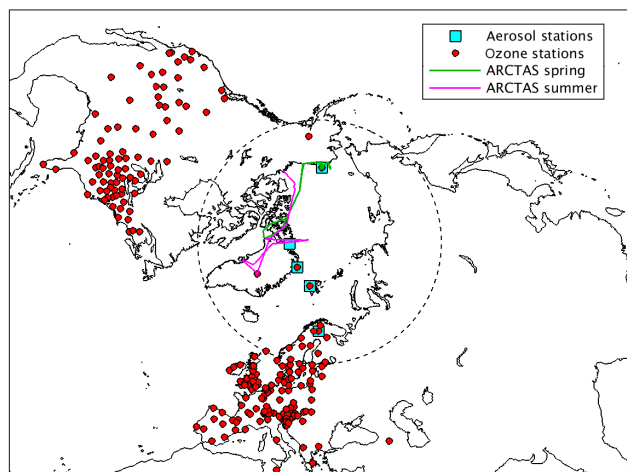 Aerosol stations
Ozone stations
ARCTAS spring
ARCTAS summer